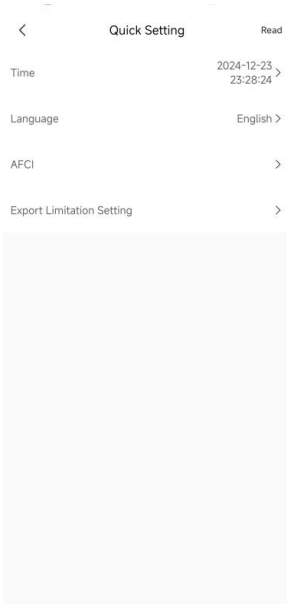 Quick Setting
Read
Time
2024-12-23
23:28:24
Language
English
AFCI
Export Limitation Setting